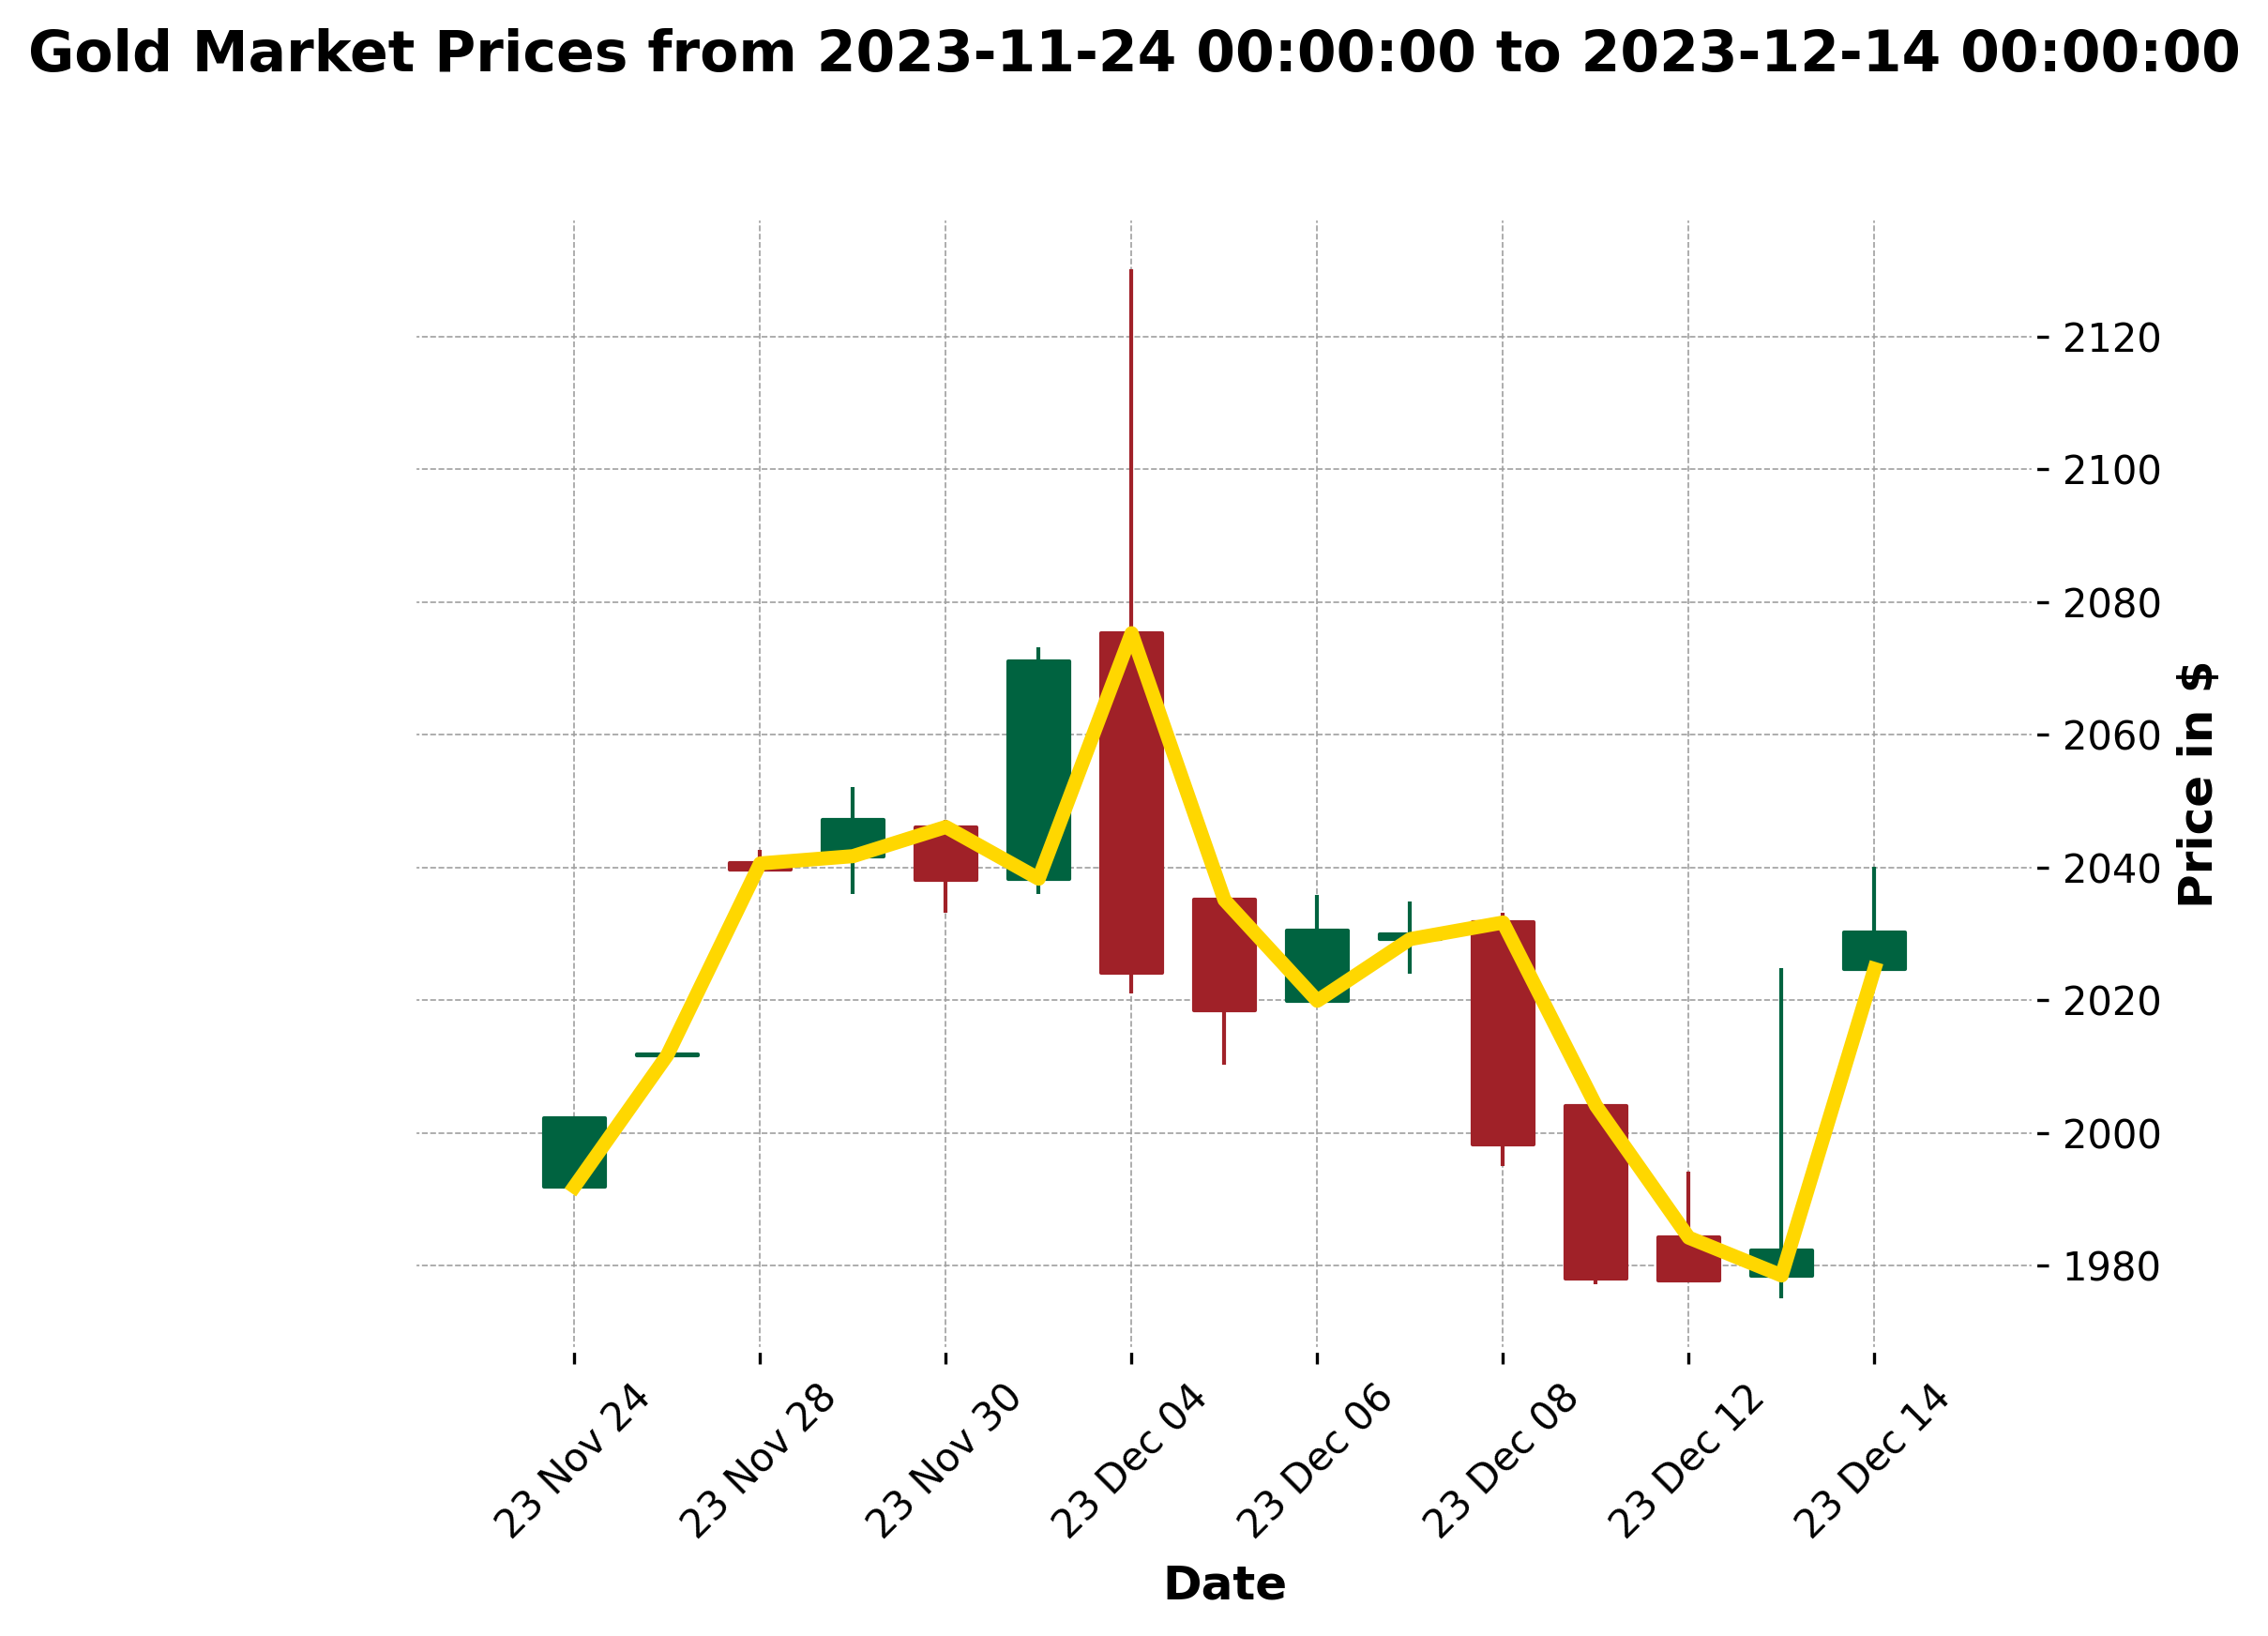 Gold Market Prices from 2023-11-24 00:00:00 to 2023-12-14 00:00:00
2120
2100
2080
2060
2040
2020
2000
1980
Price in $
23 Nov 24
23 Nov 28
23 Nov 30
23 Dec 04
23 Dec 06
23 Dec 08
23 Dec 12
23 Dec 14
Date